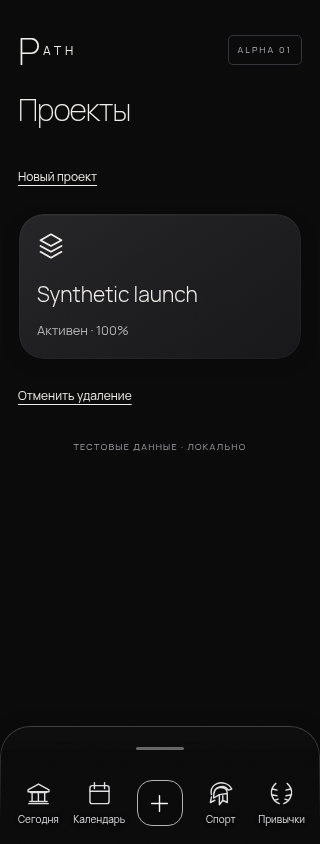 PATH
ALPHA 01
Проекты
Новый проект
Synthetic launch
Активен · 100%
Отменить удаление
ТЕСТОВЫЕ ДАННЫЕ · ЛОКАЛЬНО
Сегодня
Календарь
Спорт
Привычки